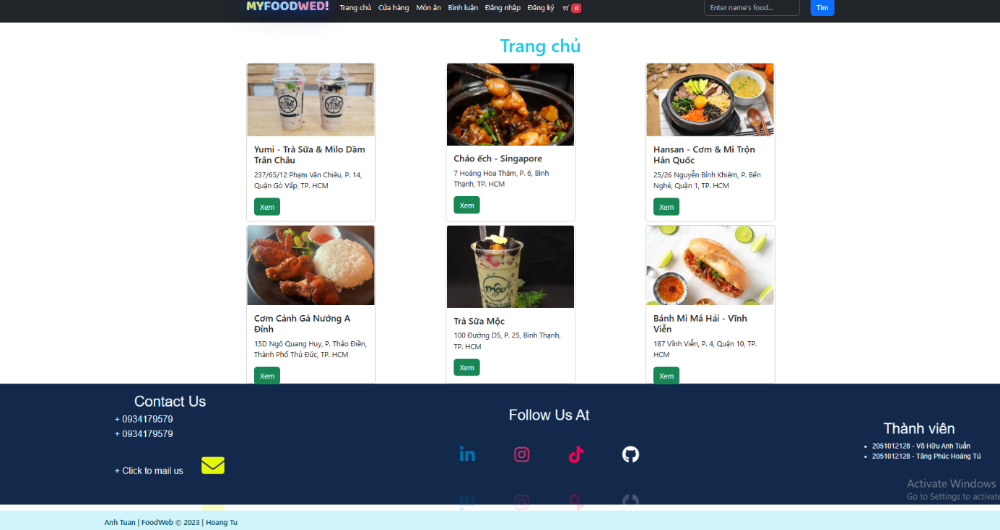 MYFOODWED!
Trang chủ Cửa hàng Món ăn Bình luận Đăng nhập Đăng ký 0
Enter name's food...
Tìm
Trang chủ
YUMI
Yumi - Trà Sữa & Milo Dầm
Trân Châu
237/65/12 Phạm Văn Chiêu, P. 14,
Quận Gò Vấp, TP. HCM
Xem
Cháo ếch - Singapore
7 Hoàng Hoa Thám, P. 6, Bình
Thạnh, TP. HCM
Xem
Hansan - Cơm & Mì Trộn
Hàn Quốc
25/26 Nguyễn Bỉnh Khiêm, P. Bến
Nghé, Quận 1, TP. HCM
Xem
Cơm Cánh Gà Nướng A
Đỉnh
15D Ngô Quang Huy, P. Thảo Điền,
Thành Phố Thủ Đức, TP. HCM
Xem
mộc
Trà Sữa Mộc
100 Đường D5, P. 25, Bình Thạnh,
TP. HCM
Xem
Bánh Mì Má Hải - Vĩnh
Viễn
187 Vĩnh Viễn, P. 4, Quận 10, TP.
HCM
Xem
Contact Us
+ 0934179579
+ 0934179579
+ Click to mail us
Follow Us At
in
Thành viên
2051012128 - Võ Hữu Anh Tuấn
2051012128 - Tăng Phúc Hoàng Tú
Activate Windows
Go to Settings to activate
Anh Tuan | FoodWeb © 2023 | Hoang Tu